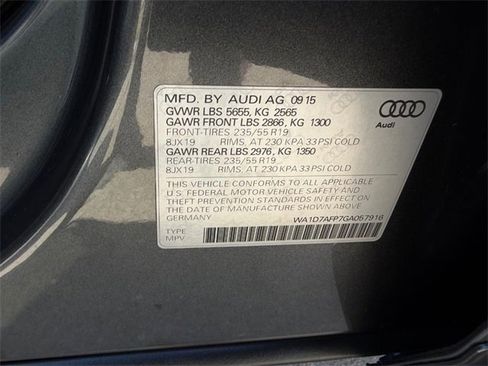 MFD. BY AUDI AG 09 15
GVWR LBS 5655, KG 2565
GAWR FRONT LBS 2866, KG 1300
FRONT-TIRES 235/55 R19
8JX19 RIMS, AT 230 KPA 33 PSI COLD
GAWR REAR LBS 2976, KG 1350
REAR-TIRES 235/55 R19
8JX19 RIMS, AT 230 KPA 33 PSI COLD
THIS VEHICLE CONFORMS TO ALL APPLICABLE
U.S. FEDERAL MOTOR VEHICLE SAFETY AND
THEFT PREVENTION STANDARDS IN EFFECT ON
THE DATE OF MANUFACTURE SHOWN ABOVE
GERMANY
WA1D7AFP7GA057916
TYPE
MPV
Audi